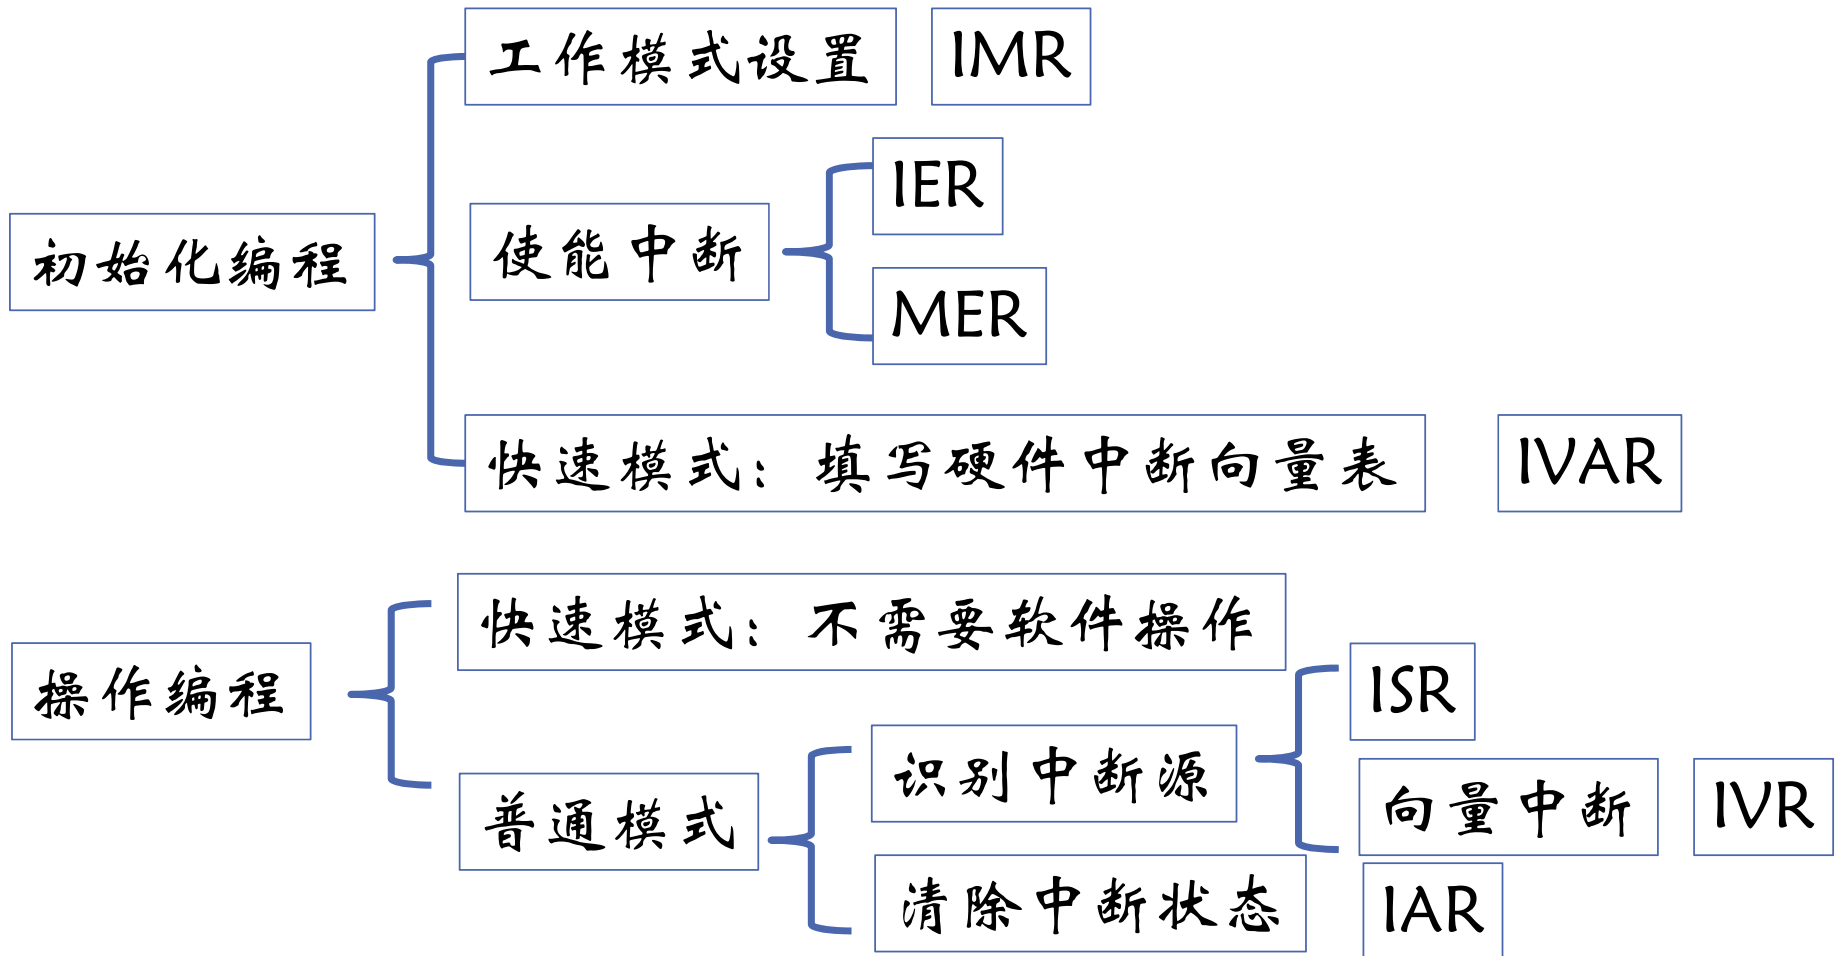 工作模式设置 IMR
IER
初始化编程
使能中断
MER
快速模式：填写硬件中断向量表 IVAR
快速模式：不需要软件操作
操作编程
ISR
识别中断源
向量中断 IVR
普通模式
清除中断状态 IAR